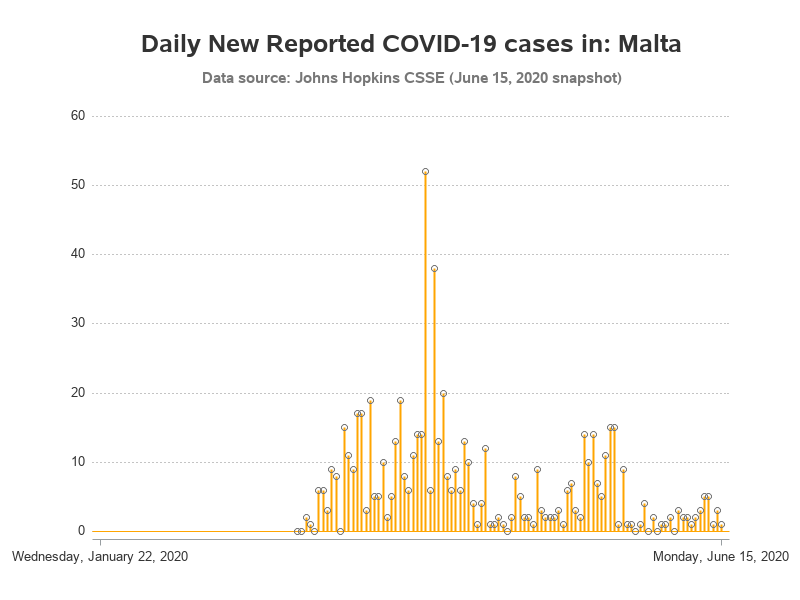 Daily New Reported COVID-19 cases in: Malta
Data source: Johns Hopkins CSSE (June 15, 2020 snapshot)
60
50
40
30
20
10
0
Wednesday, January 22, 2020
Monday, June 15, 2020